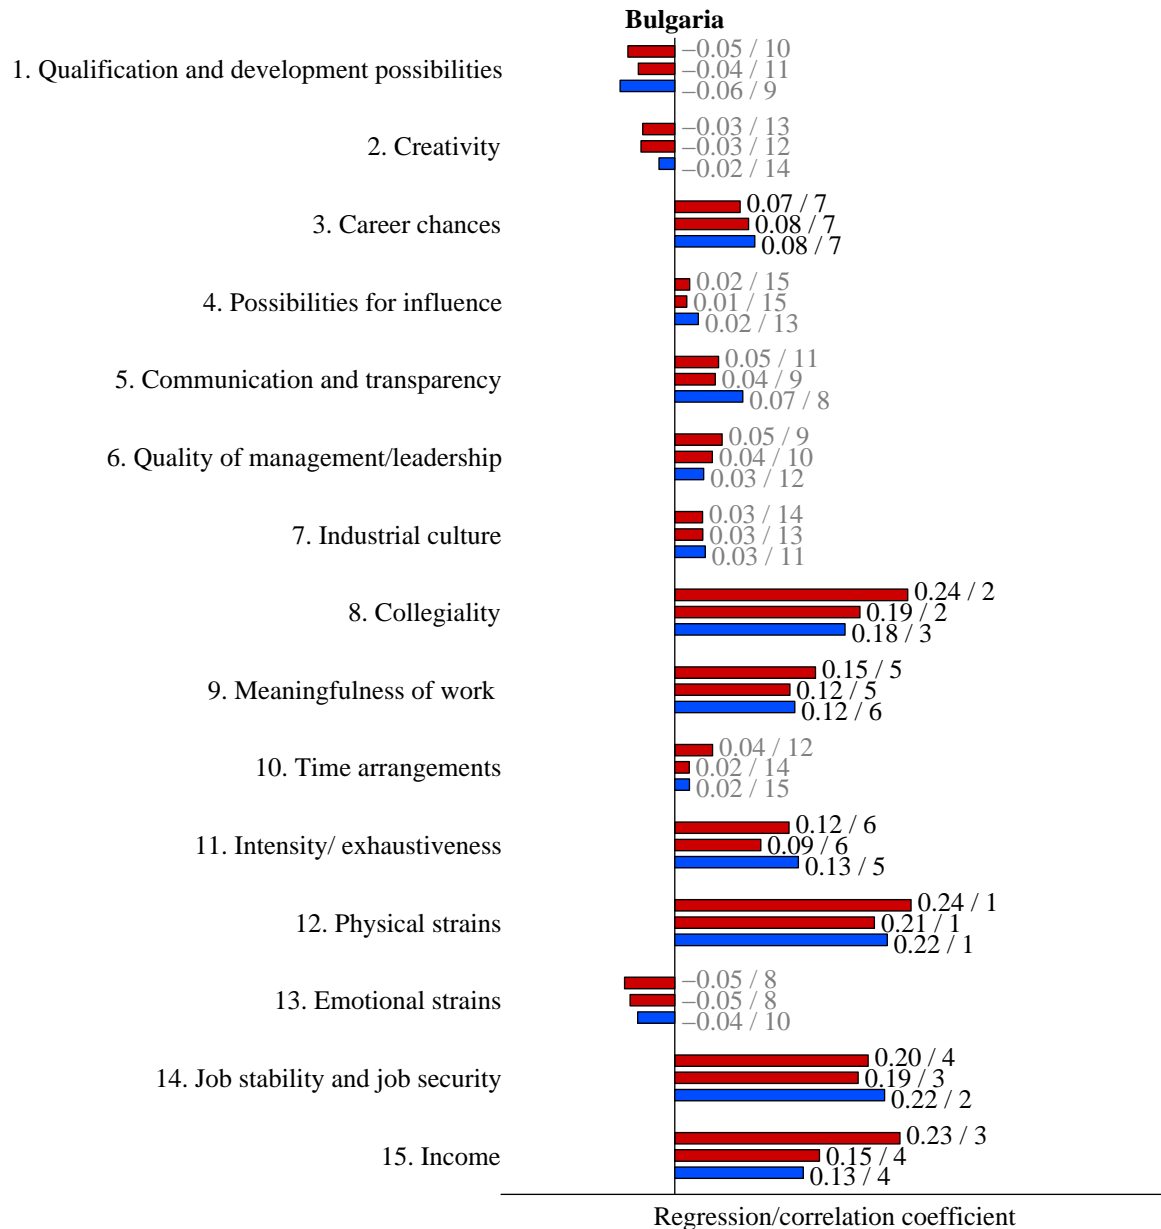 Bulgaria
1. Qualification and development possibilities
–0.05 / 10
–0.04 / 11
–0.06 / 9
2. Creativity
–0.03 / 13
–0.03 / 12
–0.02 / 14
3. Career chances
0.07 / 7
0.08 / 7
0.08 / 7
4. Possibilities for influence
0.02 / 15
0.01 / 15
0.02 / 13
5. Communication and transparency
0.05 / 11
0.04 / 9
0.07 / 8
6. Quality of management/leadership
0.05 / 9
0.04 / 10
0.03 / 12
7. Industrial culture
0.03 / 14
0.03 / 13
0.03 / 11
8. Collegiality
0.24 / 2
0.19 / 2
0.18 / 3
9. Meaningfulness of work
0.15 / 5
0.12 / 5
0.12 / 6
10. Time arrangements
0.04 / 12
0.02 / 14
0.02 / 15
11. Intensity/ exhaustiveness
0.12 / 6
0.09 / 6
0.13 / 5
12. Physical strains
0.24 / 1
0.21 / 1
0.22 / 1
13. Emotional strains
–0.05 / 8
–0.05 / 8
–0.04 / 10
14. Job stability and job security
0.20 / 4
0.19 / 3
0.22 / 2
15. Income
0.23 / 3
0.15 / 4
0.13 / 4
Regression/correlation coefficient